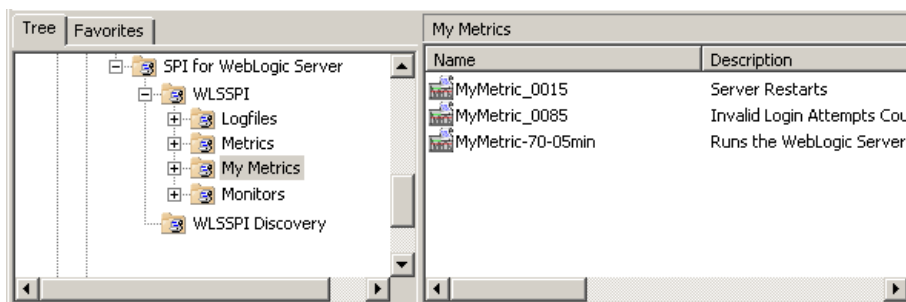 Tree Favorites
SPI for WebLogic Server
WLSSPI
Logfiles
Metrics
My Metrics
Monitors
WLSSPI Discovery
My Metrics
Name Description
MyMetric_0015 Server Restarts
MyMetric_0085 Invalid Login Attempts Cou
MyMetric-70-05min Runs the WebLogic Server